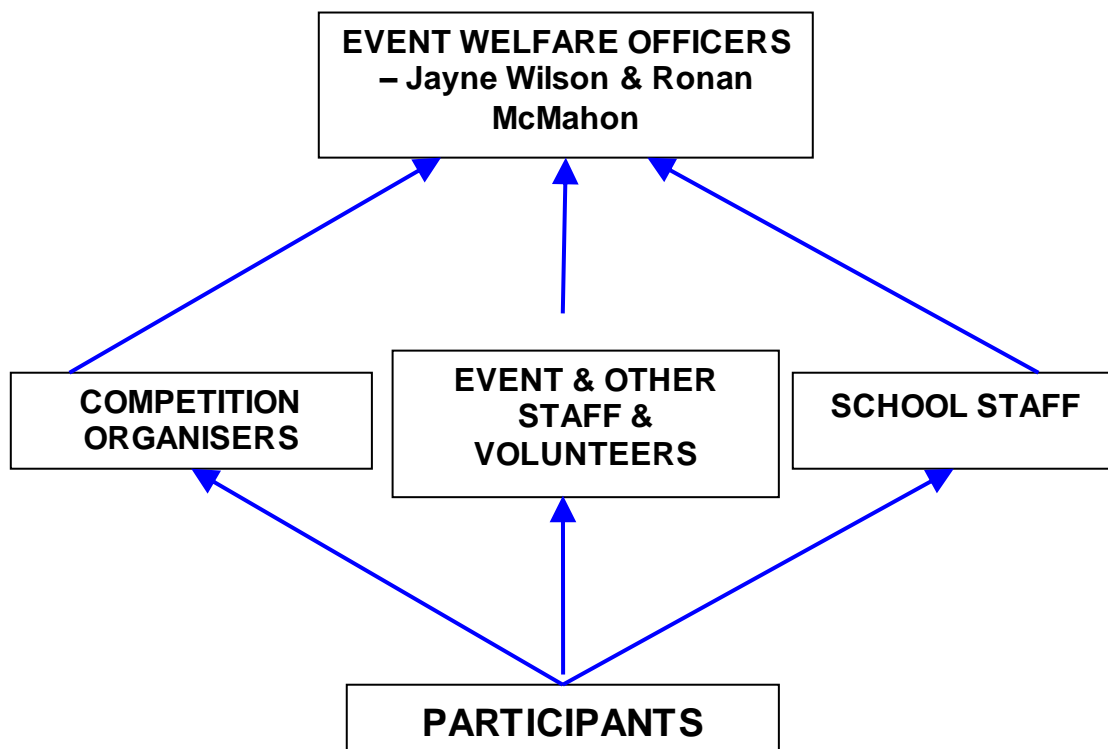 EVENT WELFARE OFFICERS
– Jayne Wilson & Ronan
McMahon
COMPETITION
ORGANISERS
EVENT & OTHER
STAFF &
VOLUNTEERS
SCHOOL STAFF
PARTICIPANTS